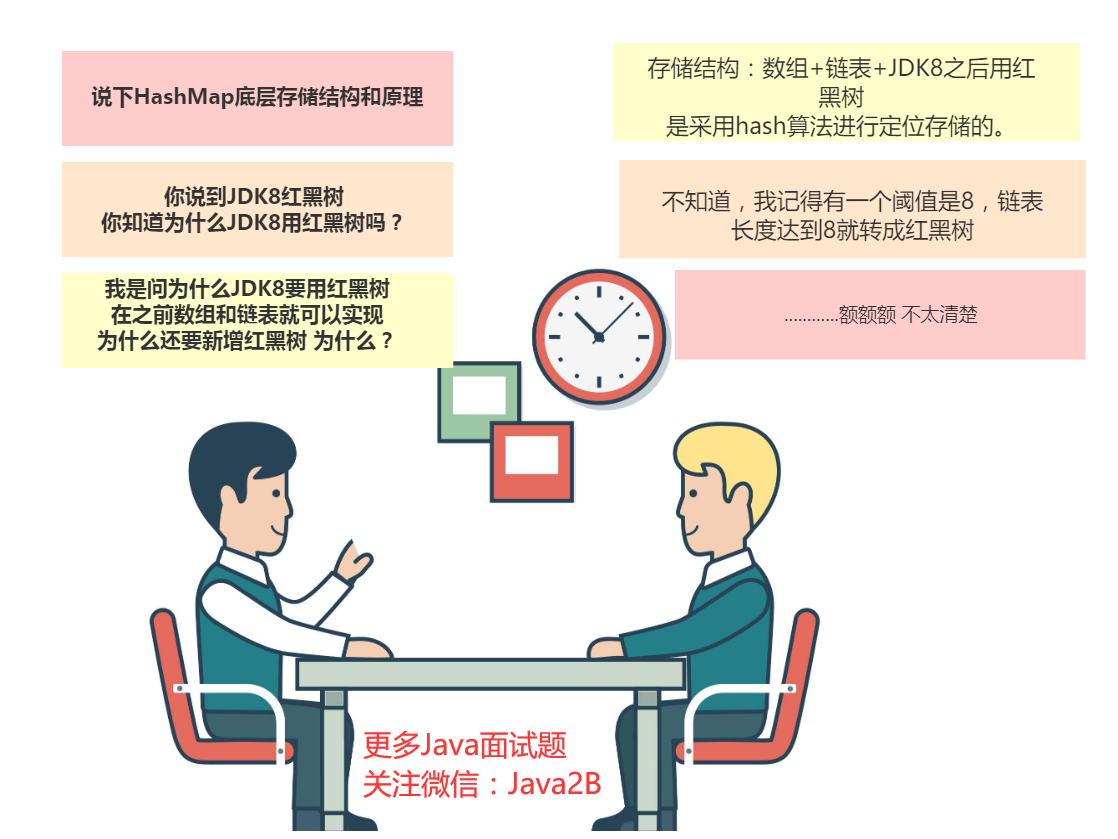 说下HashMap底层存储结构和原理
存储结构：数组+链表+JDK8之后用红
黑树
是采用hash算法进行定位存储的。
你说到JDK8红黑树
你知道为什么JDK8用红黑树吗？
不知道，我记得有一个阈值是8，链表
长度达到8就转成红黑树
我是问为什么JDK8要用红黑树
在之前数组和链表就可以实现
为什么还要新增红黑树 为什么？
............额额额 不太清楚
更多Java面试题
关注微信：Java2B